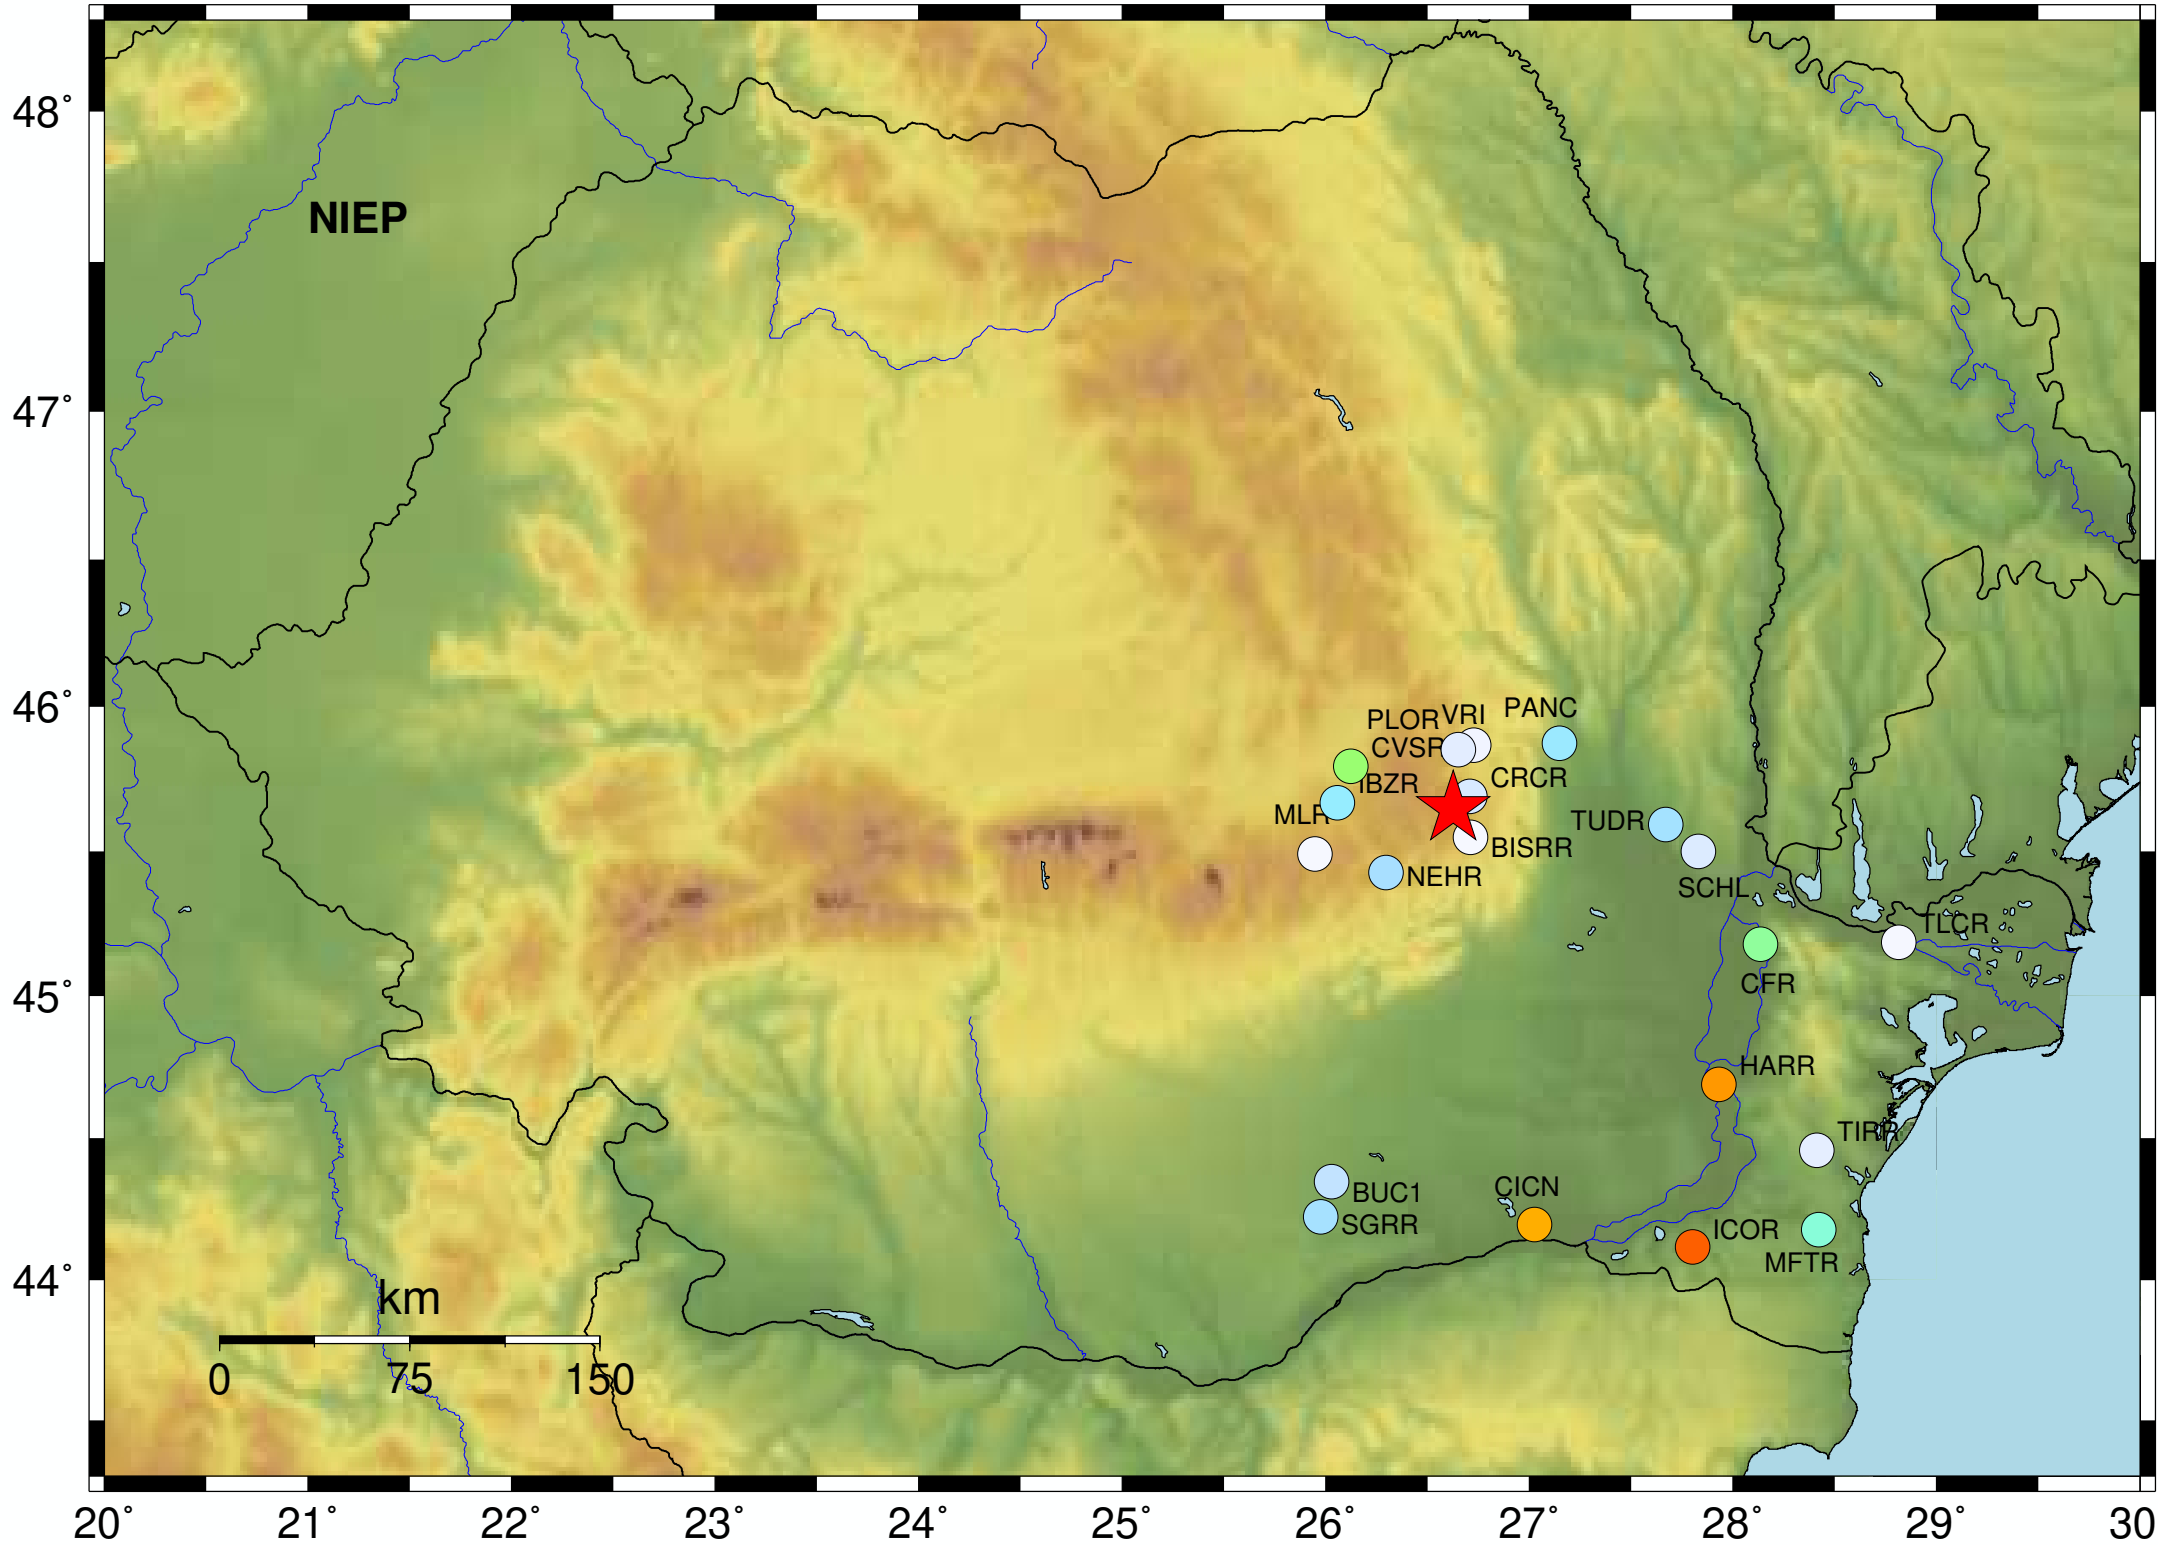 48°
NIEP
47°
46°
PLOR
VRI
PANC
CVSR
IBZR
CRCR
MLR
TUDR
BISRR
NEHR
SCHL
TLCR
45°
CFR
HARR
TIRR
CICN
BUC1
SGRR
ICOR
MFTR
44°
km
0 75 150
20° 21° 22° 23° 24° 25° 26° 27° 28° 29° 30